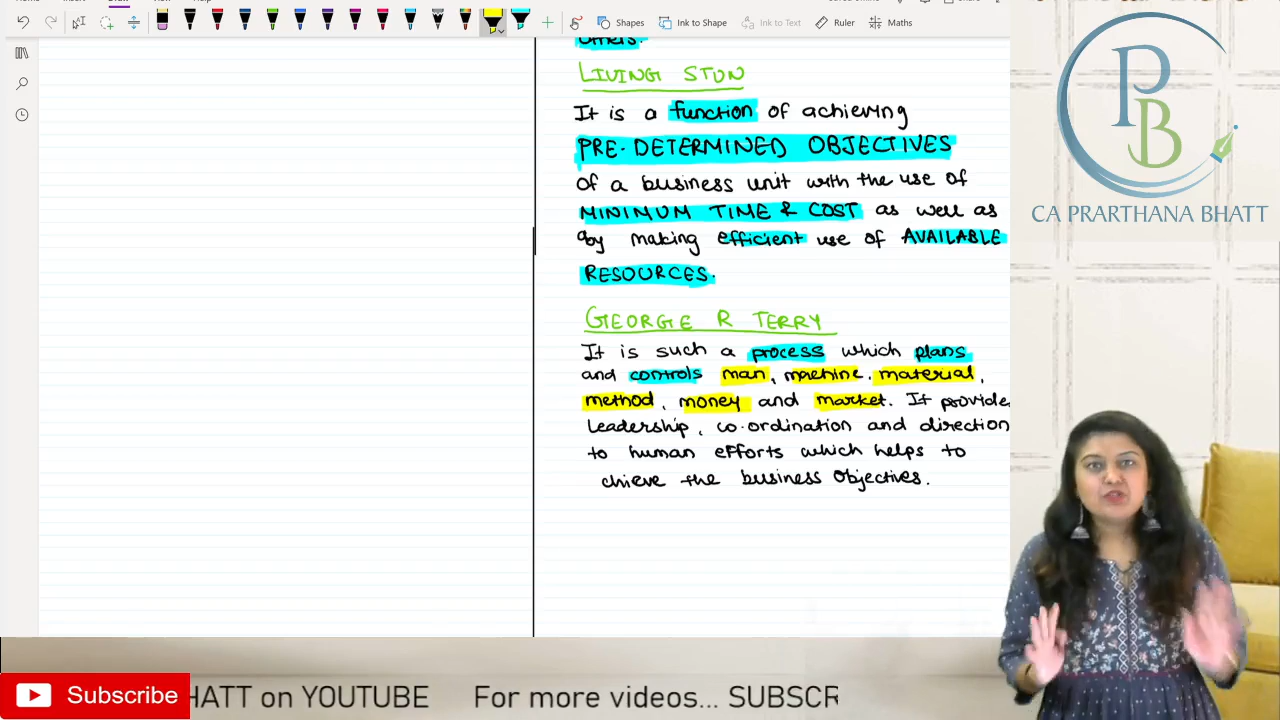 Shapes Ink to Shape Ink to Text Ruler Maths
others.
LIVING STON
It is a function of achieving
PRE-DETERMINED OBJECTIVES
of a business unit with the use of
MINIMUM TIME & COST as well as
by making efficient use of AVAILABLE
RESOURCES.
GEORGE R TERRY
It is such a process which plans
and controls man, machine, material,
method, money and market. It provide
leadership, co-ordination and direction
to human efforts which helps to
chieve the business Objectives.
PB
CA PRARTHANA BHATT
Subscribe HATT on YOUTUBE For more videos... SUBSCR